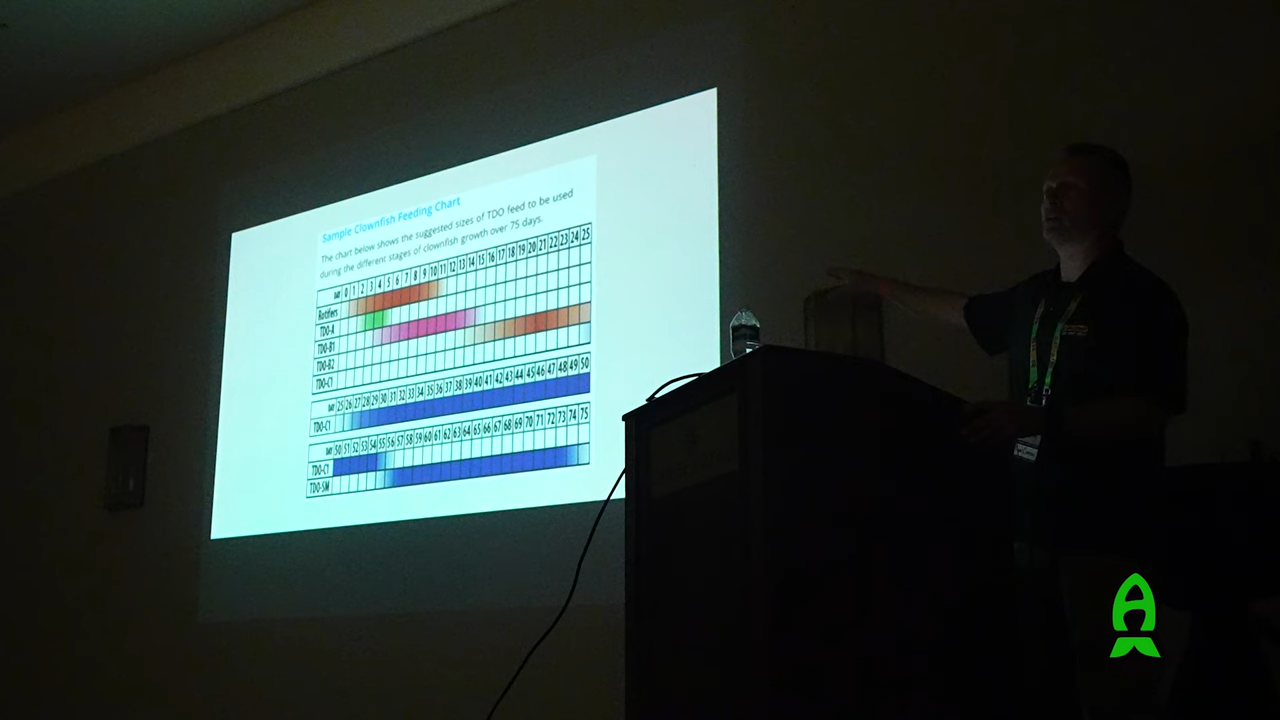 Sample Clownfish Feeding Chart
The chart below shows the suggested sizes of TDO feed to be used
during the different stages of clownfish growth over 75 days.
DAY 0 1 2 3 4 5 6 7 8 9 10 11 12 13 14 15 16 17 18 19 20 21 22 23 24 25
Rotifers
TDO-A
TDO-B1
TDO-B2
TDO-C1
DAY 25 26 27 28 29 30 31 32 33 34 35 36 37 38 39 40 41 42 43 44 45 46 47 48 49 50
TDO-C1
DAY 50 51 52 53 54 55 56 57 58 59 60 61 62 63 64 65 66 67 68 69 70 71 72 73 74 75
TDO-C1
TDO-SM